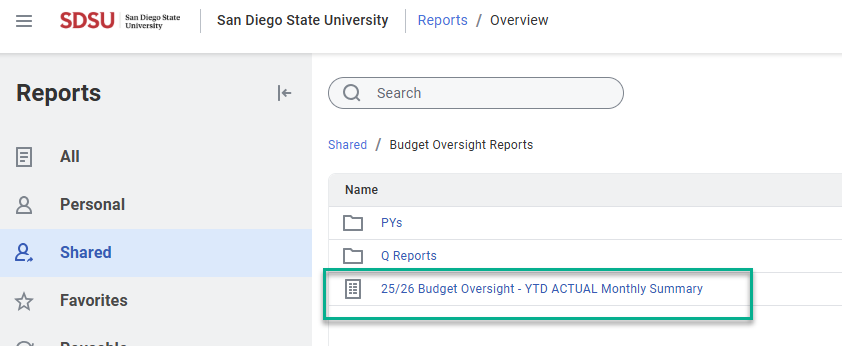 SDSU San Diego State University San Diego State University Reports / Overview
Reports
Search
All
Shared / Budget Oversight Reports
Name
Personal
PYs
Shared
Q Reports
25/26 Budget Oversight - YTD ACTUAL Monthly Summary
Favorites